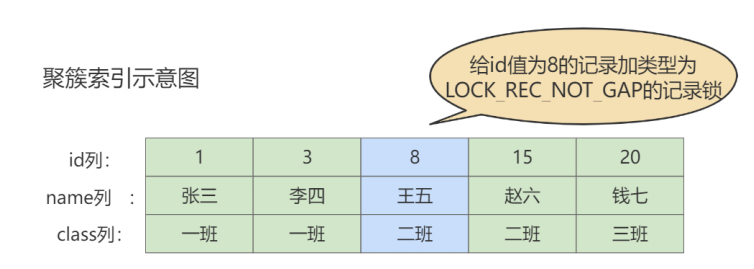 给id值为8的记录加类型为
LOCK_REC_NOT_GAP的记录锁
聚簇索引示意图
id列: 1 3 8 15 20
name列 : 张三 李四 王五 赵六 钱七
class列: 一班 一班 二班 二班 三班